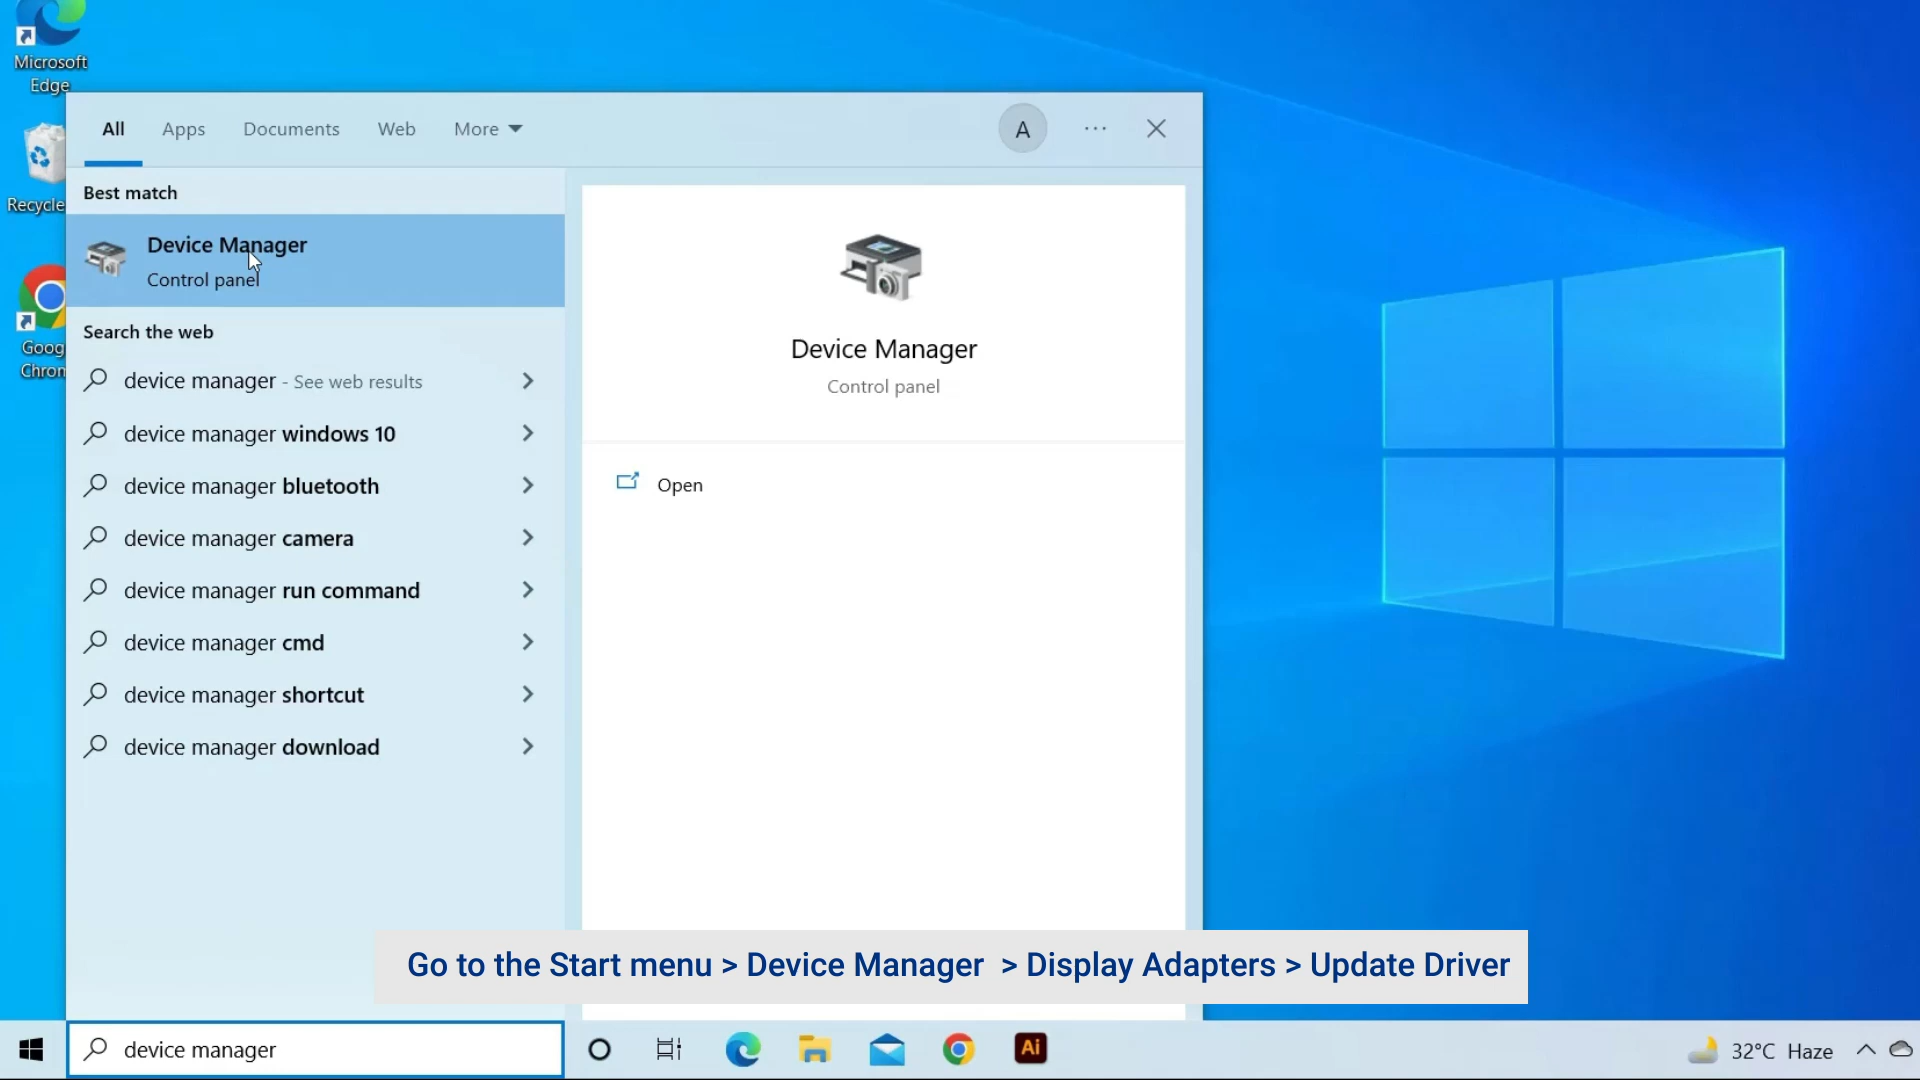 Microsoft
Edge
Recycle
Goog
Chrom
All
Apps
Documents
Web
More
A
Best match
Device Manager
Control panel
Search the web
device manager - See web results
device manager windows 10
device manager bluetooth
device manager camera
device manager run command
device manager cmd
device manager shortcut
device manager download
Device Manager
Control panel
Open
Go to the Start menu > Device Manager > Display Adapters > Update Driver
device manager
Ai
32°C Haze